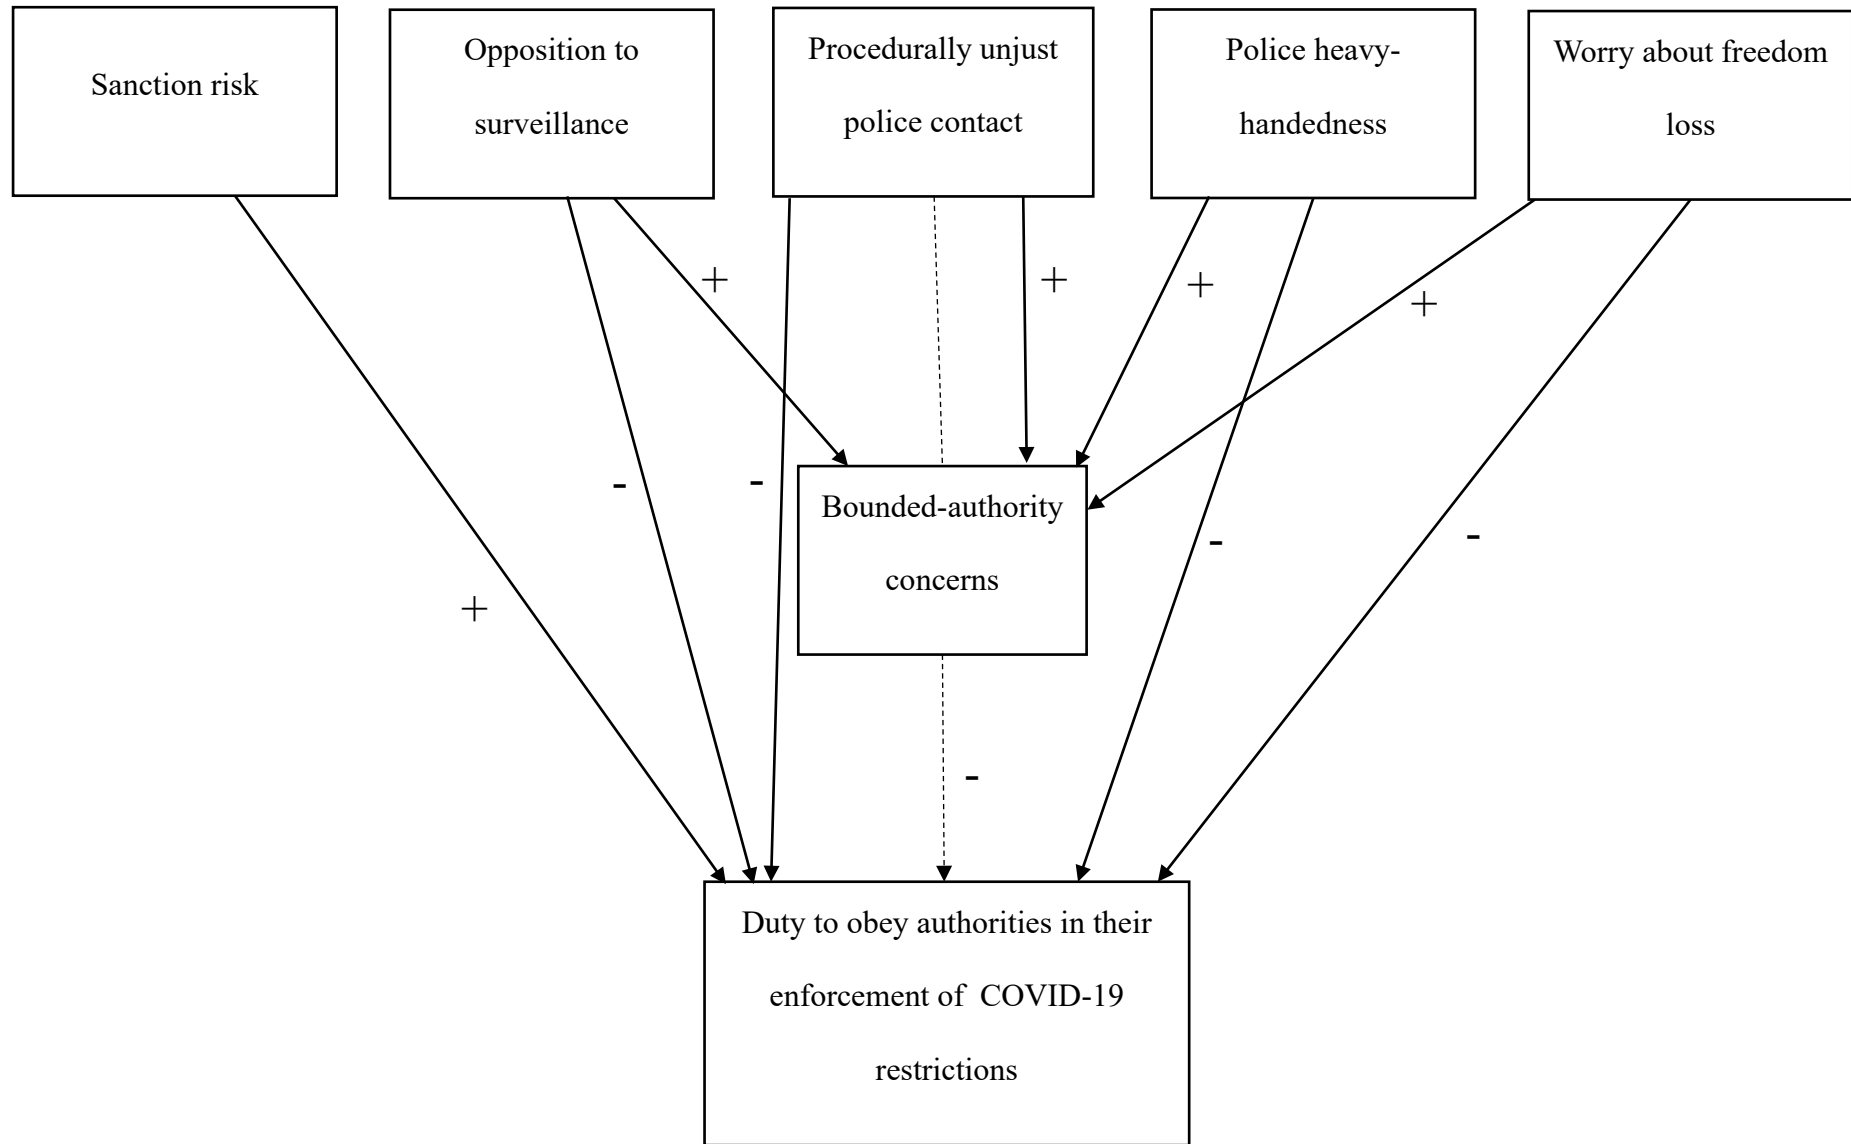 Sanction risk
Opposition to
surveillance
Procedurally unjust
police contact
Police heavy-
handedness
Worry about freedom
loss
+
+
+
+
-
-
Bounded-authority
concerns
-
-
+
-
Duty to obey authorities in their
enforcement of COVID-19
restrictions